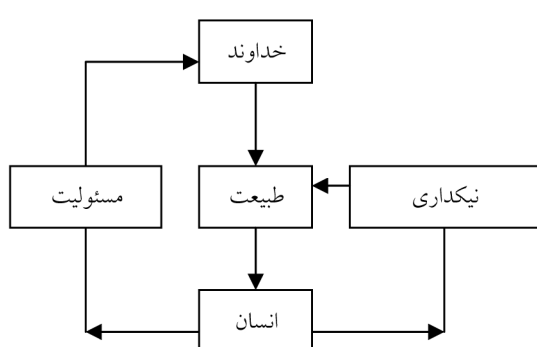 خداوند
نیکداری
طبیعت
مسئولیت
انسان